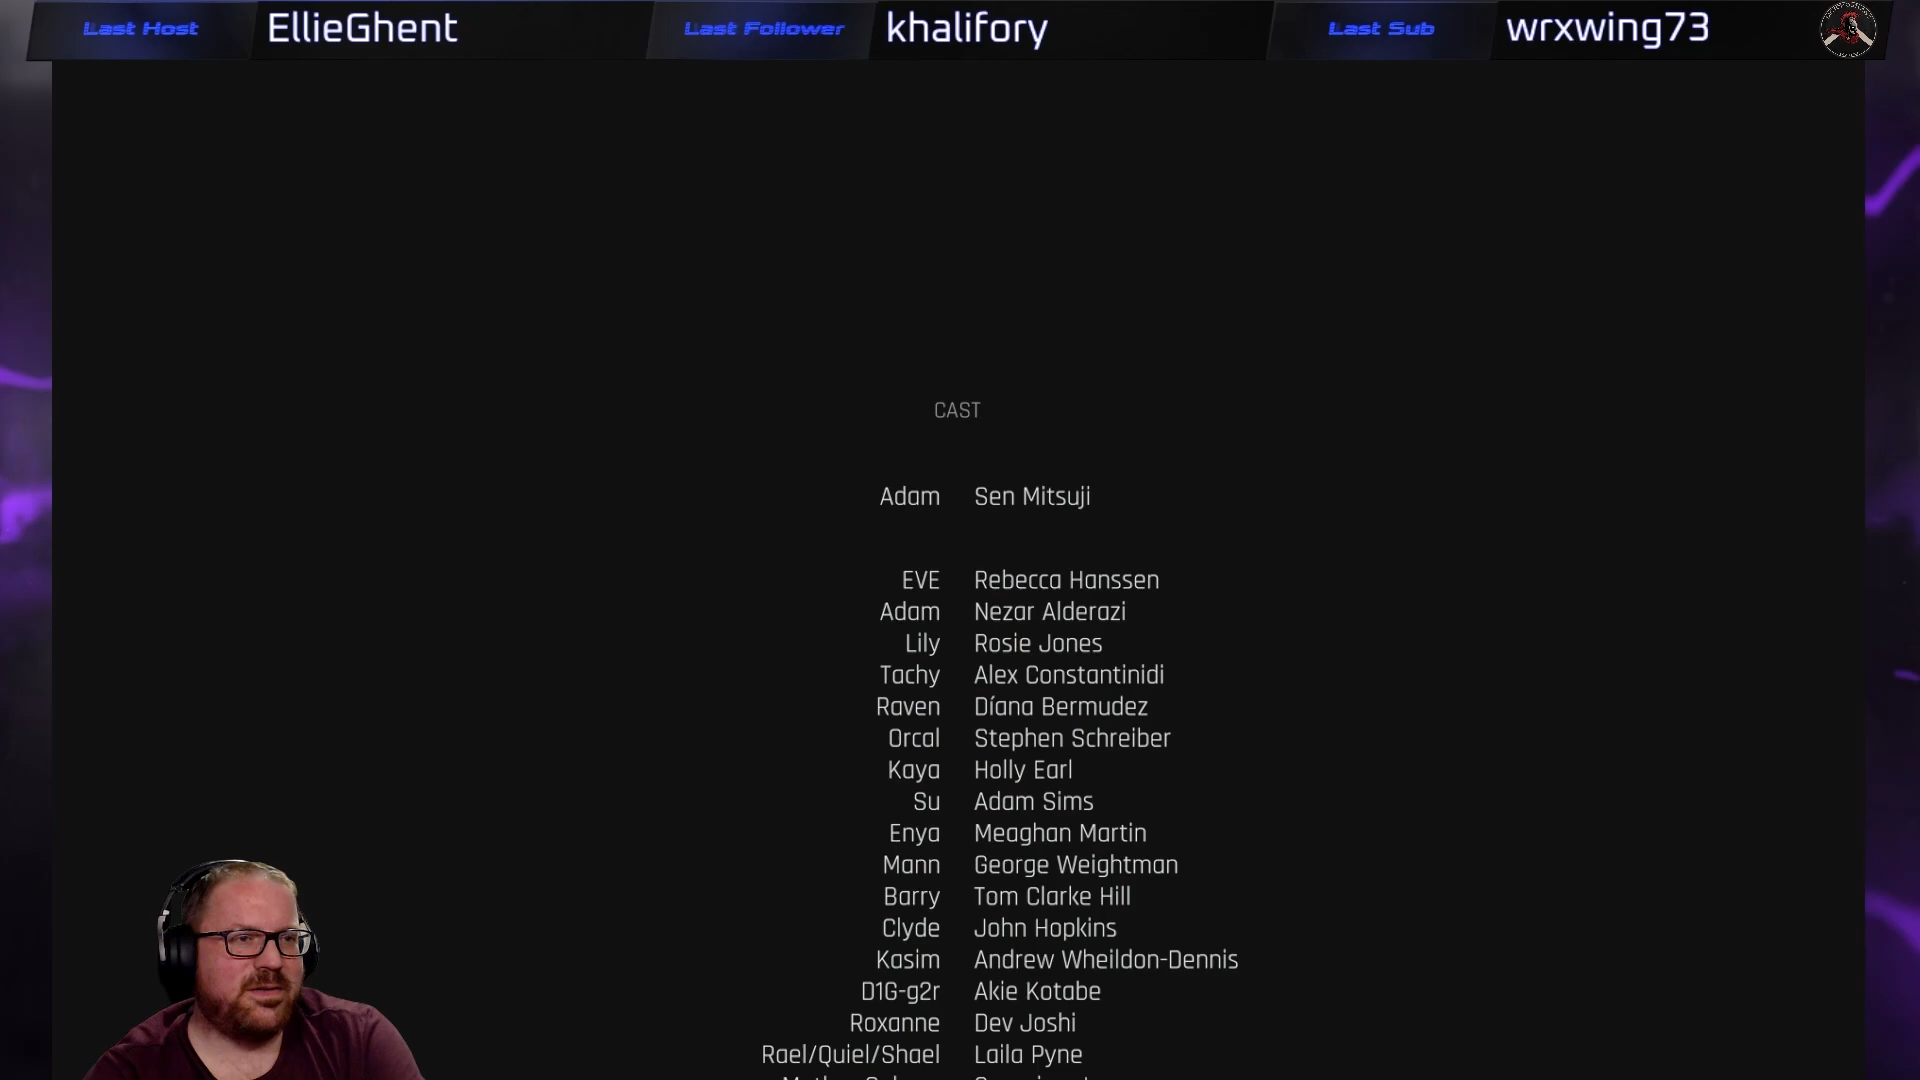 Last Host EllieGhent Last Follower khalifory Last Sub wrxwing73
CAST
Adam Sen Mitsuji
EVE Rebecca Hanssen
Adam Nezar Alderazi
Lily Rosie Jones
Tachy Alex Constantinidi
Raven Díana Bermudez
Orcal Stephen Schreiber
Kaya Holly Earl
Su Adam Sims
Enya Meaghan Martin
Mann George Weightman
Barry Tom Clarke Hill
Clyde John Hopkins
Kasim Andrew Wheildon-Dennis
D1G-g2r Akie Kotabe
Roxanne Dev Joshi
Rael/Quiel/Shael Laila Pyne